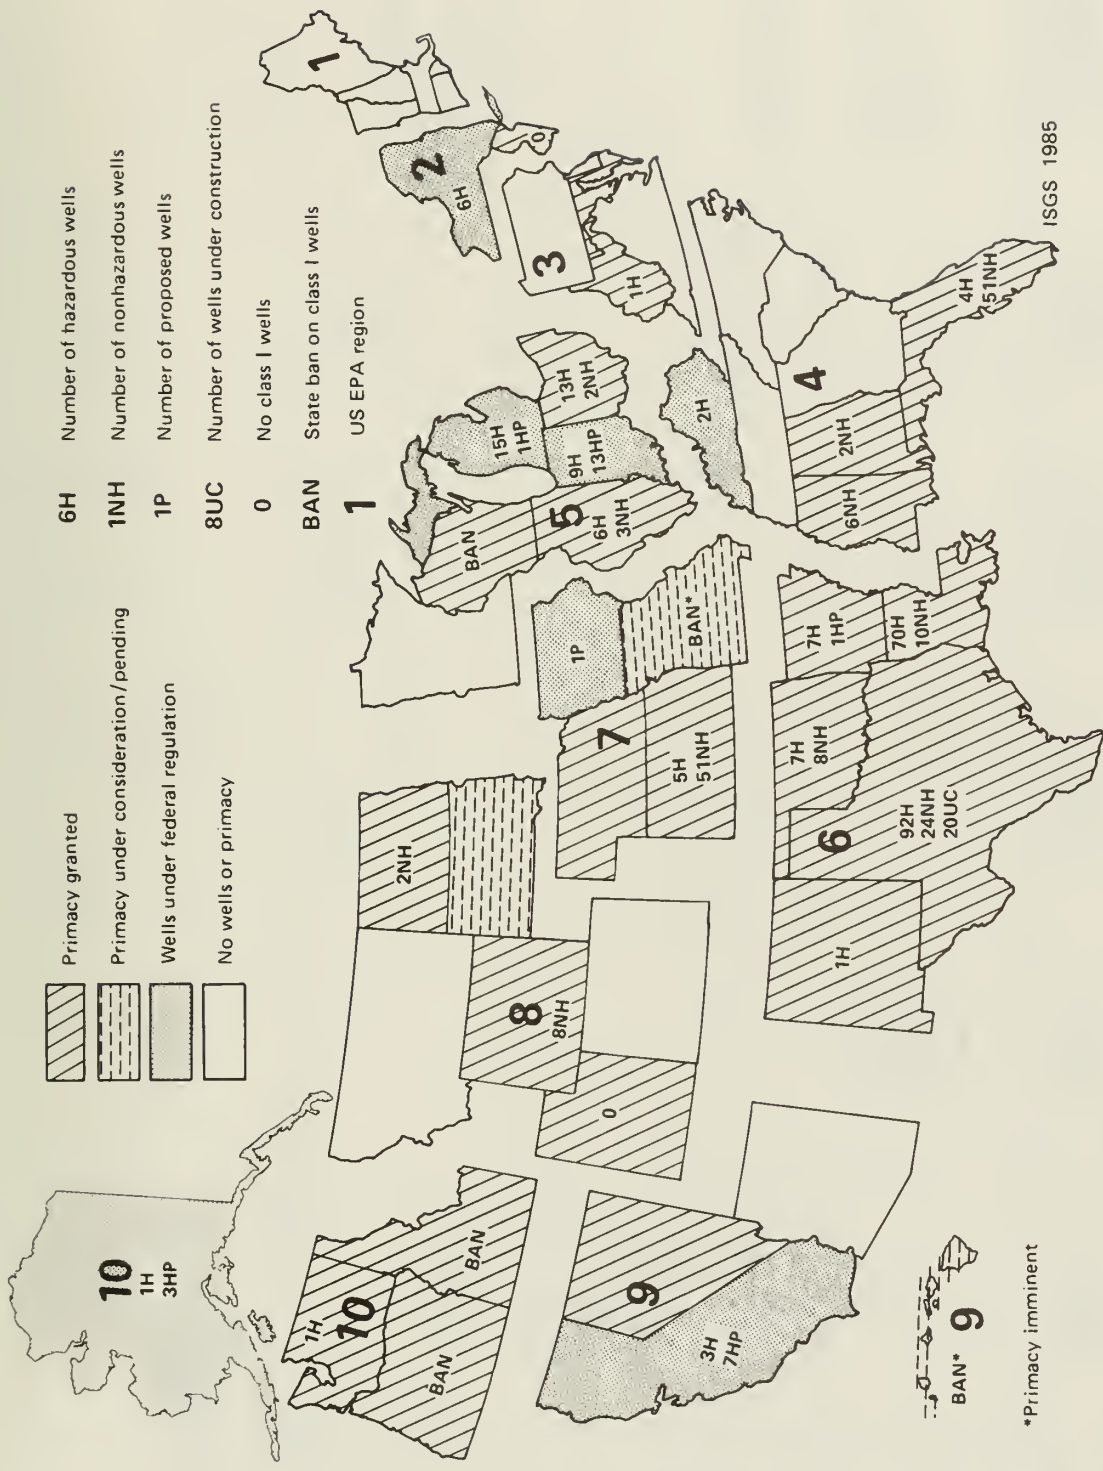 Primacy granted
Primacy under consideration/pending
Wells under federal regulation
No wells or primacy
6H Number of hazardous wells
1NH Number of nonhazardous wells
1P Number of proposed wells
8UC Number of wells under construction
0 No class I wells
BAN State ban on class I wells
1 US EPA region
10
1H
3HP
1H
10
BAN
BAN
9
3H
7HP
BAN*
9
8
8NH
0
2NH
7
5H
51NH
1P
BAN*
BAN
5
6H
3NH
15H
1HP
9H
13HP
13H
2NH
6
1H
92H
24NH
20UC
7H
8NH
7H
1HP
70H
10NH
4
2H
6NH
2NH
4H
51NH
3
1H
2
6H
0
1
*Primacy imminent
ISGS 1985